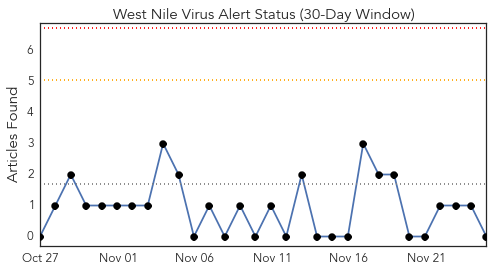 West Nile Virus Alert Status (30-Day Window)
Articles Found
6
5
4
3
2
1
0
Oct 27 Nov 01 Nov 06 Nov 11 Nov 16 Nov 21